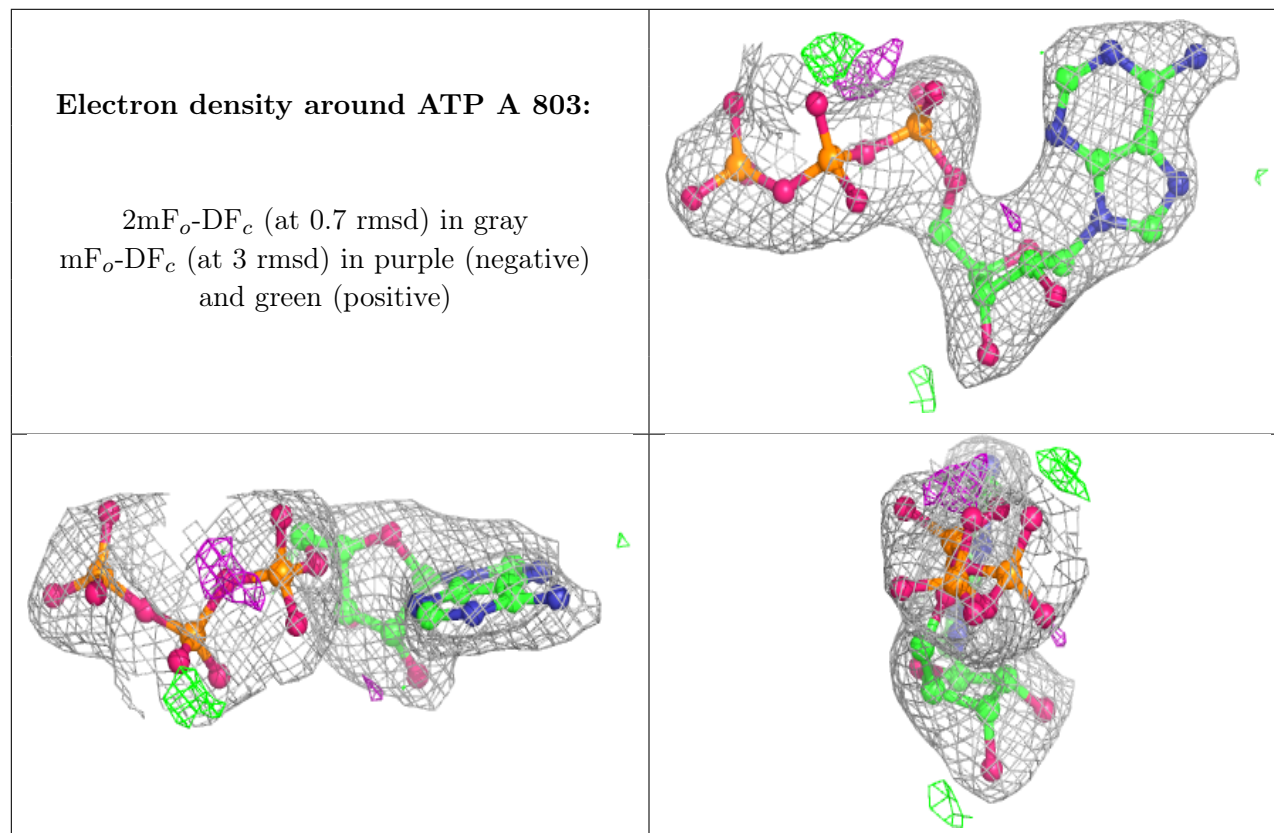 Electron density around ATP A 803:
2mFo-DFc (at 0.7 rmsd) in gray
mFo-DFc (at 3 rmsd) in purple (negative)
and green (positive)